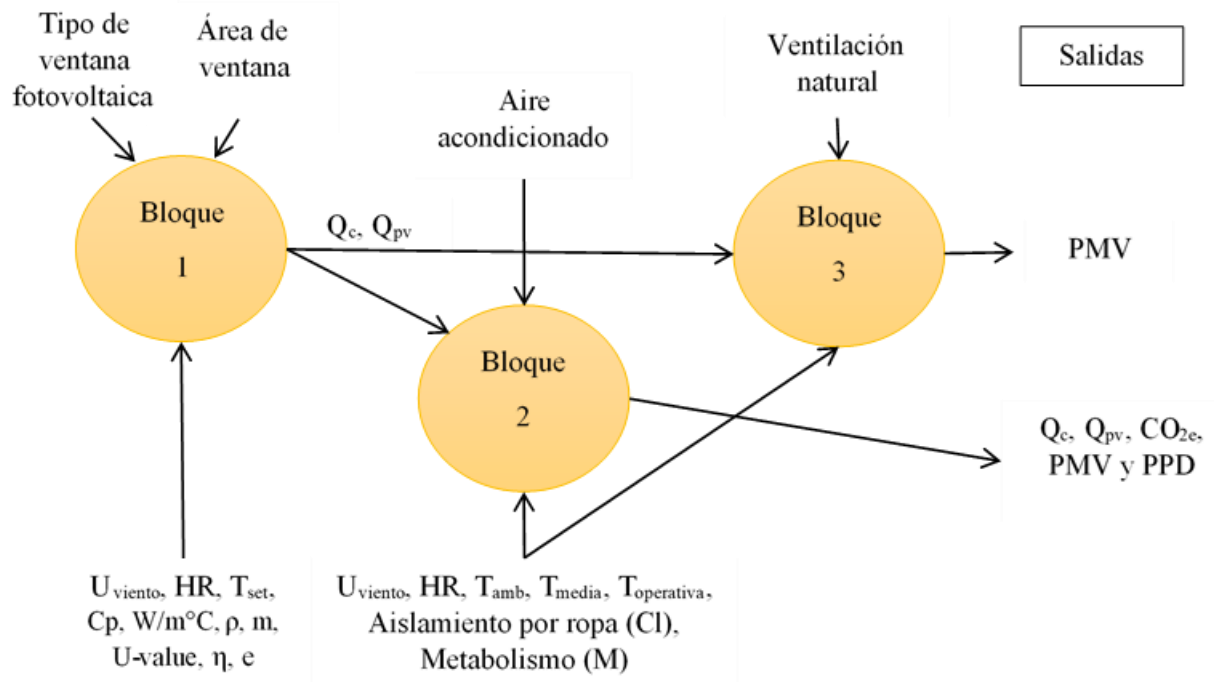 Tipo de
ventana
fotovoltaica
Área de
ventana
Aire
acondicionado
Ventilación
natural
Salidas
Bloque
1
Qc, Qpv
Bloque
3
PMV
Bloque
2
Qc, Qpv, CO2e,
PMV y PPD
U viento, HR, Tset,
Cp, W/m°C, ρ, m,
U-value, η, e
Uviento, HR, Tamb, Tmedia, Toperativa,
Aislamiento por ropa (Cl),
Metabolismo (M)